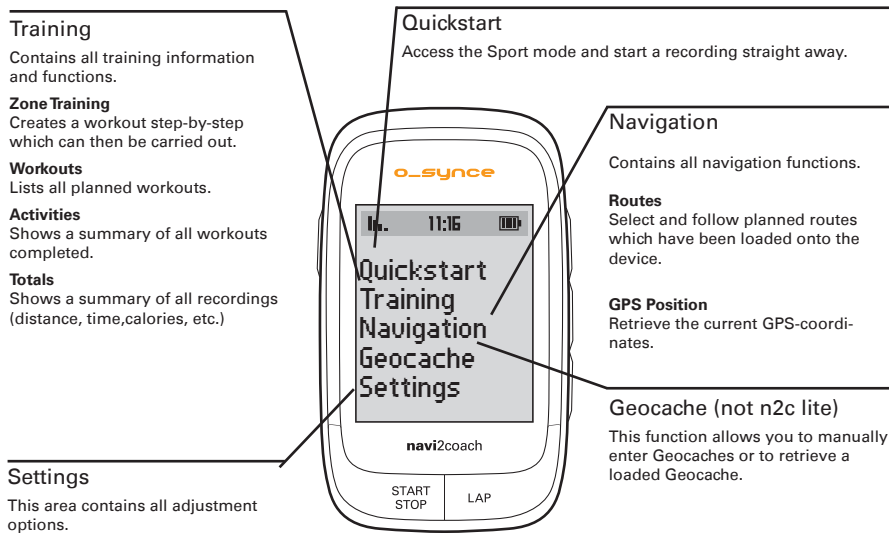 Training
Contains all training information
and functions.
Zone Training
Creates a workout step-by-step
which can then be carried out.
Workouts
Lists all planned workouts.
Activities
Shows a summary of all workouts
completed.
Totals
Shows a summary of all recordings
(distance, time,calories, etc.)
Settings
This area contains all adjustment
options.
Quickstart
Access the Sport mode and start a recording straight away.
o_synce
11:16
Quickstart
Training
Navigation
Geocache
Settings
navi2coach
START
STOP
LAP
Navigation
Contains all navigation functions.
Routes
Select and follow planned routes
which have been loaded onto the
device.
GPS Position
Retrieve the current GPS-coordi-
nates.
Geocache (not n2c lite)
This function allows you to manually
enter Geocaches or to retrieve a
loaded Geocache.